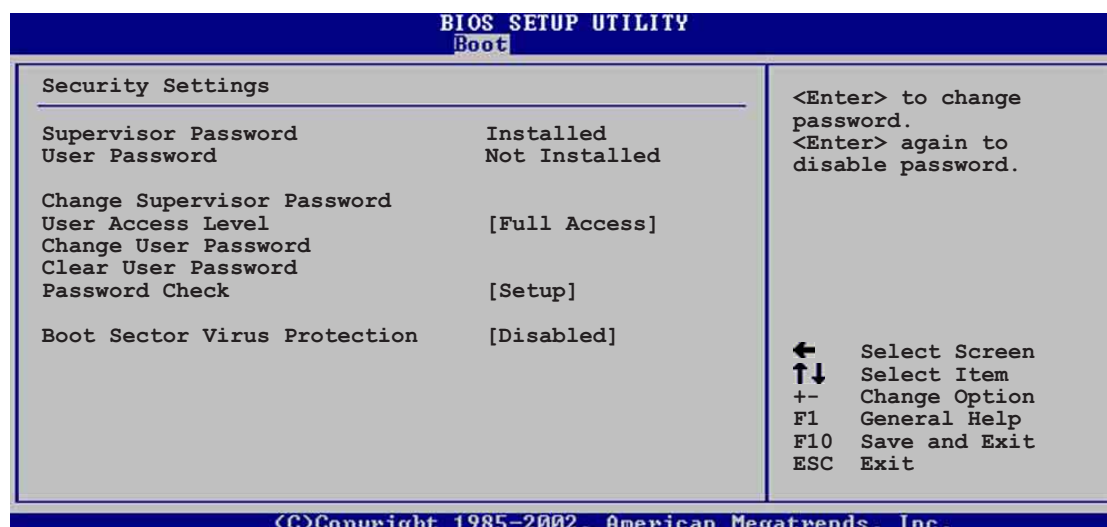 BIOS SETUP UTILITY
Boot
Security Settings
Supervisor Password Installed
User Password Not Installed
Change Supervisor Password
User Access Level [Full Access]
Change User Password
Clear User Password
Password Check [Setup]
Boot Sector Virus Protection [Disabled]
<Enter> to change
password.
<Enter> again to
disable password.
Select Screen
Select Item
+- Change Option
F1 General Help
F10 Save and Exit
ESC Exit
(C)Copyright 1985-2002, American Megatrends, Inc.